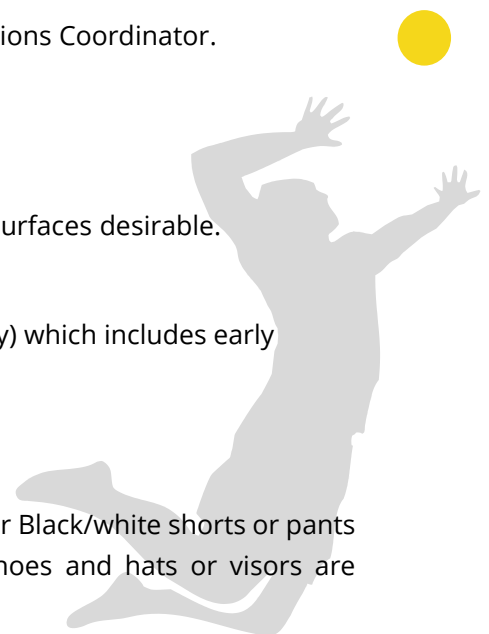 ions Coordinator.
urfaces desirable.
y) which includes early
r Black/white shorts or pants
hoes and hats or visors are